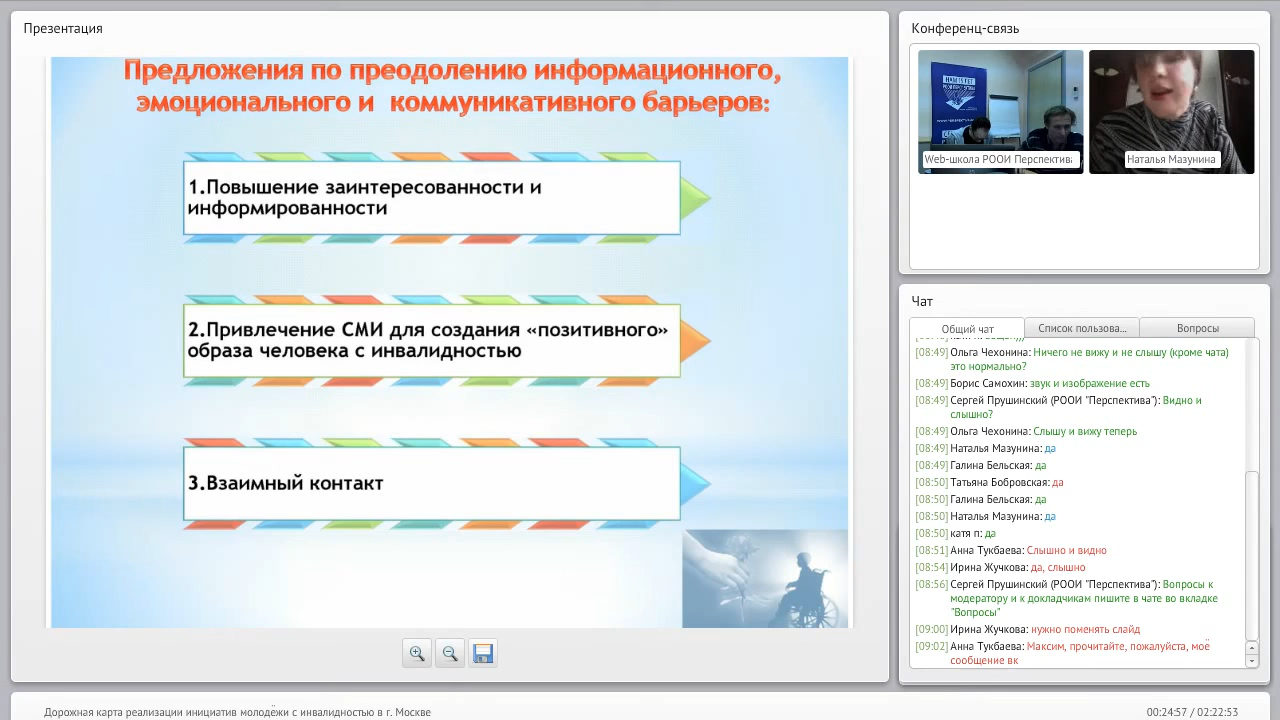 Презентация
Предложения по преодолению информационного,
эмоционального и коммуникативного барьеров:
1.Повышение заинтересованности и
информированности
2.Привлечение СМИ для создания «позитивного»
образа человека с инвалидностью
3.Взаимный контакт
Конференц-связь
Web-школа РООИ Перспектив
Наталья Мазунина
Чат
Общий чат
Список пользова...
Вопросы
[08:49] Ольга Чехонина: Ничего не вижу и не слышу (кроме чата)
это нормально?
[08:49] Борис Самохин: звук и изображение есть
[08:49] Сергей Прушинский (РООИ "Перспектива"): Видно и
слышно?
[08:49] Ольга Чехонина: Слышу и вижу теперь
[08:49] Наталья Мазунина: да
[08:49] Галина Бельская: да
[08:50] Татьяна Бобровская: да
[08:50] Галина Бельская: да
[08:50] Наталья Мазунина: да
[08:50] катя п: да
[08:51] Анна Тукбаева: Слышно и видно
[08:54] Ирина Жучкова: да, слышно
[08:56] Сергей Прушинский (РООИ "Перспектива"): Вопросы к
модератору и к докладчикам пишите в чате во вкладке
"Вопросы"
[09:00] Ирина Жучкова: нужно поменять слайд
[09:02] Анна Тукбаева: Максим, прочитайте, пожалуйста, моё
сообщение вк
Дорожная карта реализации инициатив молодёжи с инвалидностью в г. Москве
00:24:57 / 02:22:53